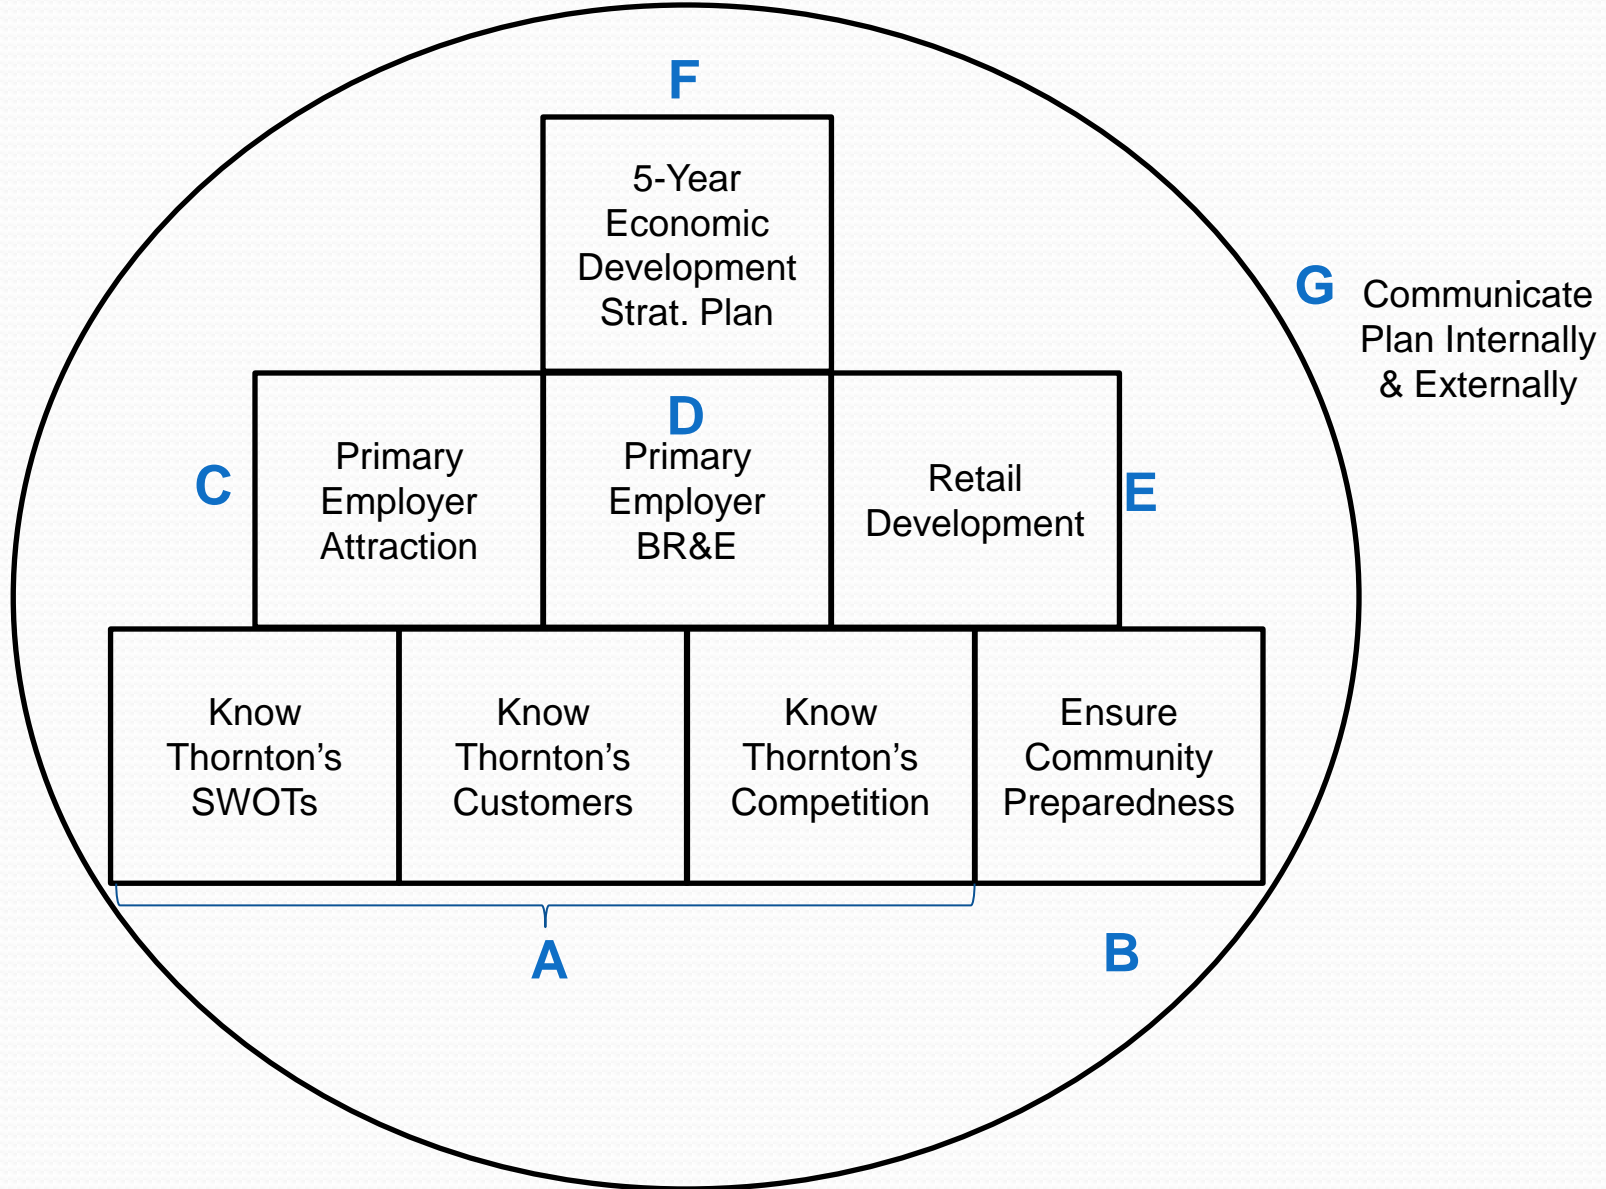 F
5-Year
Economic
Development
Strat. Plan
G
Communicate
Plan Internally
& Externally
C
Primary
Employer
Attraction
D
Primary
Employer
BR&E
Retail
Development
E
Know
Thornton’s
SWOTs
Know
Thornton’s
Customers
Know
Thornton’s
Competition
Ensure
Community
Preparedness
A
B